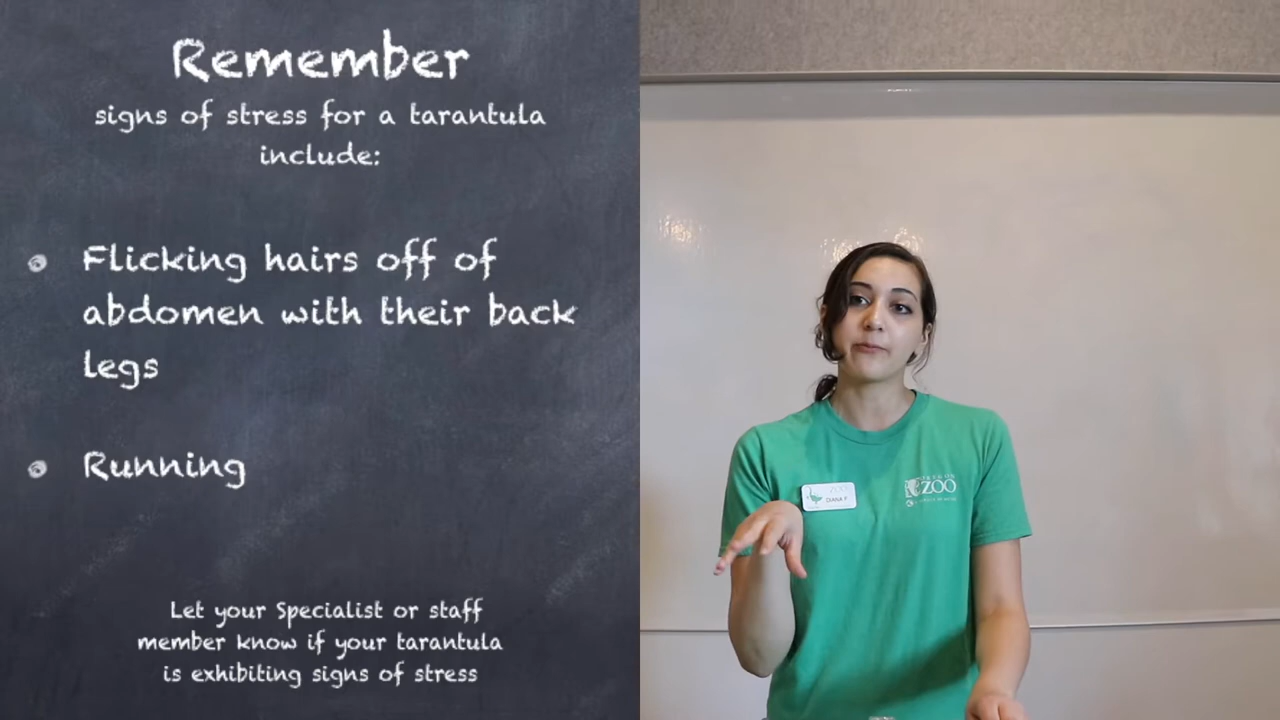 Remember
signs of stress for a tarantula
include:
Flicking hairs off of
abdomen with their back
legs
Running
Let your Specialist or staff
member know if your tarantula
is exhibiting signs of stress
DIANA P
ZOO